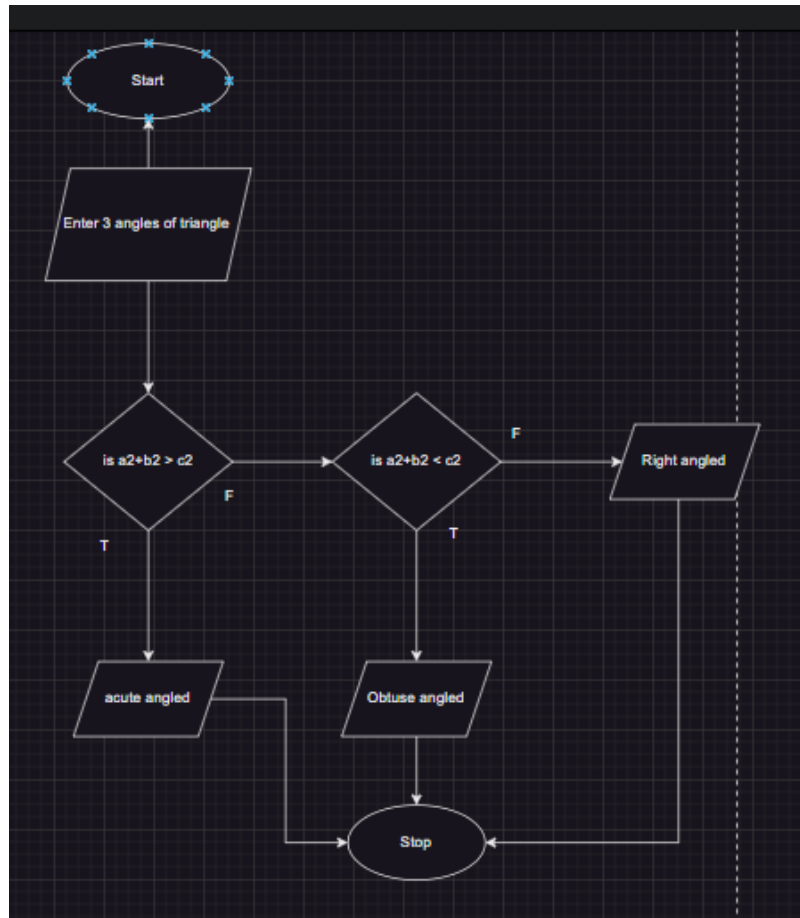 Start
Enter 3 angles of triangle
is a2+b2 > c2
F
T
is a2+b2 < c2
F
T
Right angled
acute angled
Obtuse angled
Stop